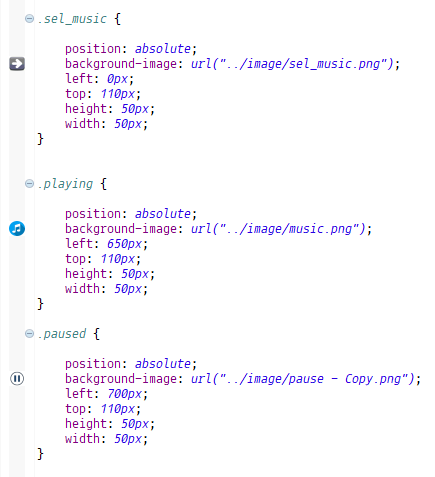 .sel_music {
position: absolute;
background-image: url("../image/sel_music.png");
left: 0px;
top: 110px;
height: 50px;
width: 50px;
}
.playing {
position: absolute;
background-image: url("../image/music.png");
left: 650px;
top: 110px;
height: 50px;
width: 50px;
}
.paused {
position: absolute;
background-image: url("../image/pause - Copy.png");
left: 700px;
top: 110px;
height: 50px;
width: 50px;
}